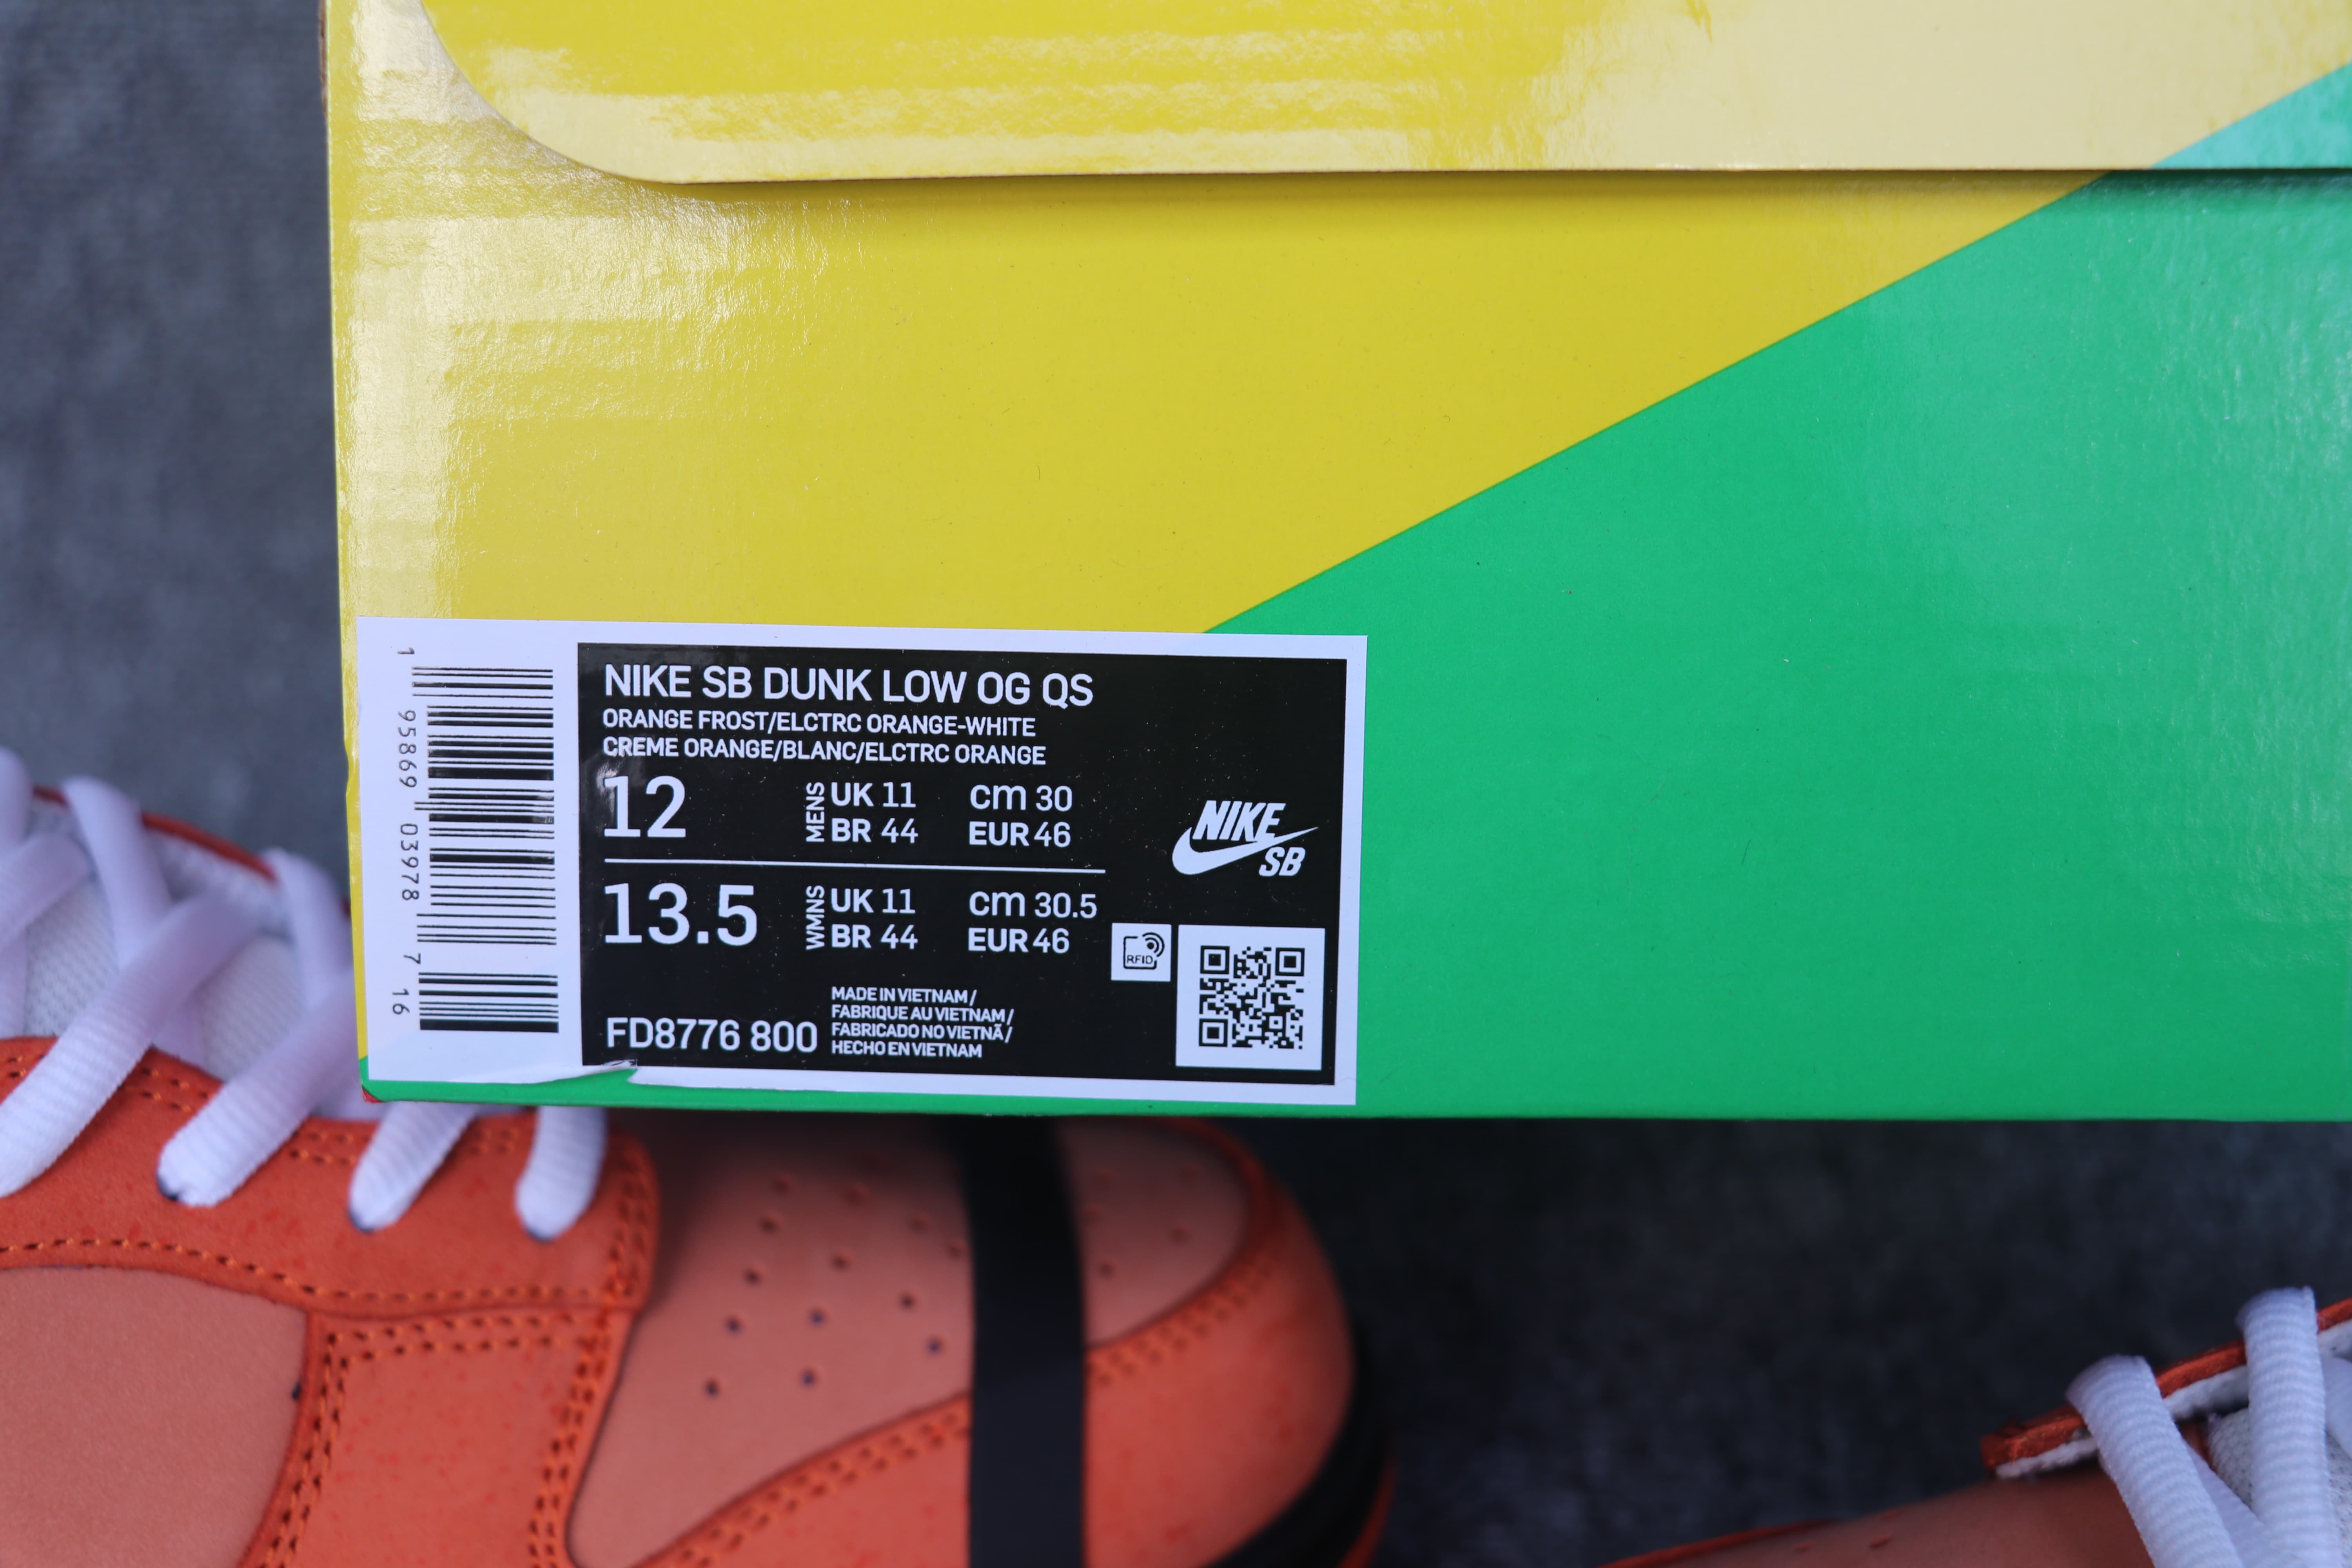 1 95869 03978 7 16
NIKE SB DUNK LOW OG QS
ORANGE FROST/ELCTRC ORANGE-WHITE
CREME ORANGE/BLANC/ELCTRC ORANGE
12 MENS UK 11 cm 30
BR 44 EUR 46
13.5 WMNS UK 11 cm 30.5
BR 44 EUR 46
NIKE
SB
RFID
FD8776 800
MADE IN VIETNAM /
FABRIQUE AU VIETNAM /
FABRICADO NO VIETNÃ /
HECHO EN VIETNAM